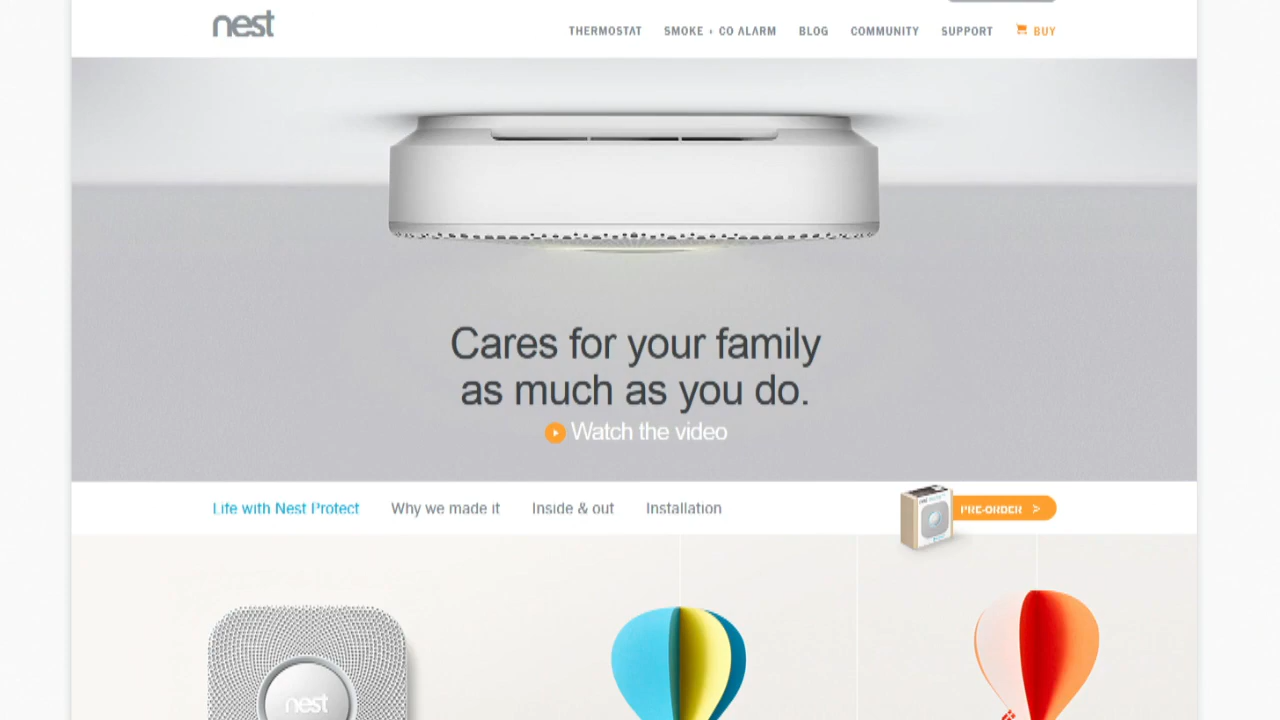 nest
THERMOSTAT SMOKE + CO ALARM BLOG COMMUNITY SUPPORT BUY
Cares for your family
as much as you do.
Watch the video
Life with Nest Protect Why we made it Inside & out Installation PRE-ORDER >
nest